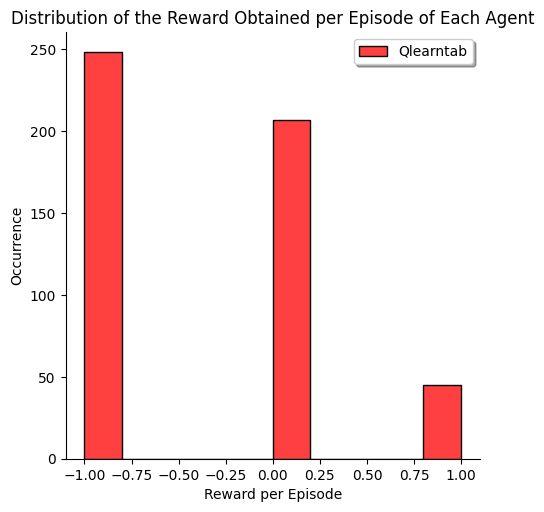 Distribution of the Reward Obtained per Episode of Each Agent
Qlearntab
250
200
150
100
50
0
Occurrence
−1.00 −0.75 −0.50 −0.25 0.00 0.25 0.50 0.75 1.00
Reward per Episode